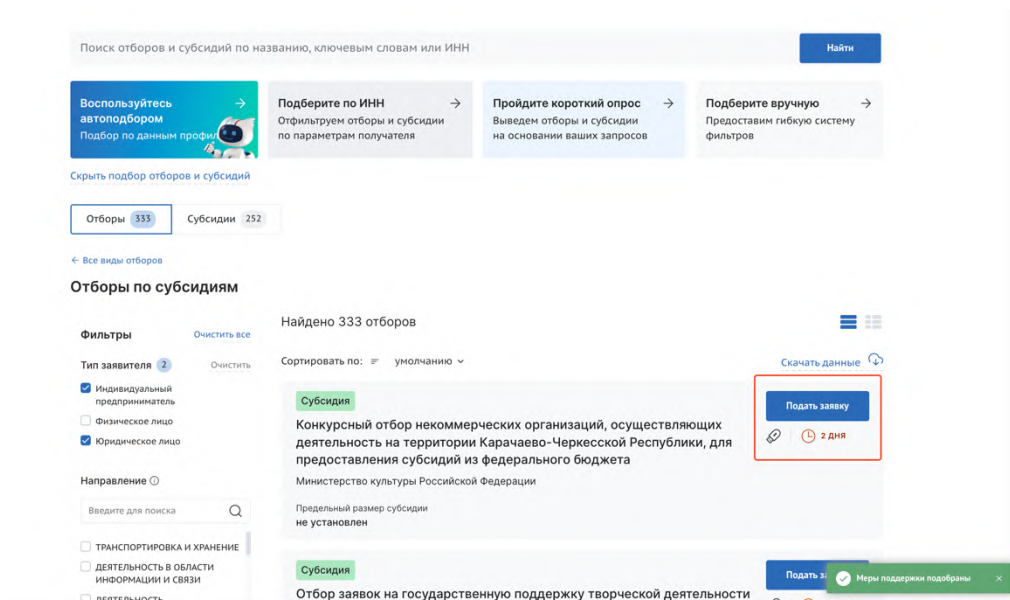 Поиск отборов и субсидий по названию, ключевым словам или ИНН
Найти
Воспользуйтесь
автоподбором
Подбор по данным
Подберите по ИНН
Отфильтруем отборы и субсидии
по параметрам получателя
Пройдите короткий опрос
Выведем отборы и субсидии
на основании ваших запросов
Подберите вручную
Предоставим гибкую систему
фильтров
Скрыть подбор отборов и субсидий
Отборы 333
Субсидии 252
← Все виды отборов
Отборы по субсидиям
Фильтры
Очистить все
Тип заявителя 2
Очистить
Индивидуальный
предприниматель
Физическое лицо
Юридическое лицо
Направление
Введите для поиска
ТРАНСПОРТИРОВКА И ХРАНЕНИЕ
ДЕЯТЕЛЬНОСТЬ В ОБЛАСТИ
ИНФОРМАЦИИ И СВЯЗИ
ДЕЯТЕЛЬНОСТЬ
Найдено 333 отборов
Сортировать по: умолчанию
Скачать данные
Субсидия
Конкурсный отбор некоммерческих организаций, осуществляющих
деятельность на территории Карачаево-Черкесской Республики, для
предоставления субсидий из федерального бюджета
Министерство культуры Российской Федерации
Предельный размер субсидии
не установлен
Подать заявку
2 ДНЯ
Субсидия
Отбор заявок на государственную поддержку творческой деятельности
Подать
Меры поддержки подобраны